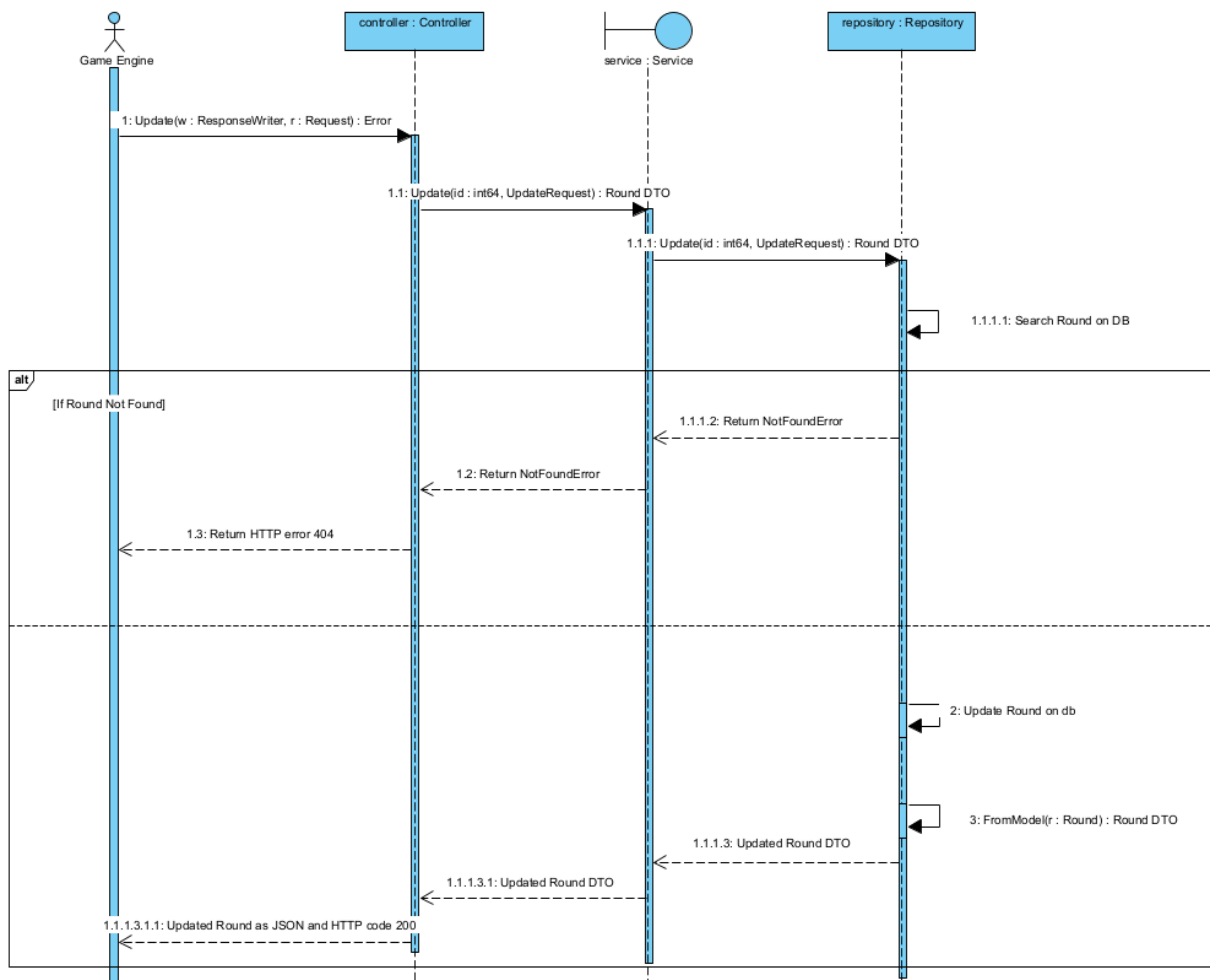 controller : Controller
repository : Repository
Game Engine
service : Service
1: Update(w : ResponseWriter, r : Request) : Error
1.1: Update(id : int64, UpdateRequest) : Round DTO
1.1.1: Update(id : int64, UpdateRequest) : Round DTO
1.1.1.1: Search Round on DB
alt
[If Round Not Found]
1.1.1.2: Return NotFoundError
1.2: Return NotFoundError
1.3: Return HTTP error 404
2: Update Round on db
3: FromModel(r : Round) : Round DTO
1.1.1.3: Updated Round DTO
1.1.1.3.1: Updated Round DTO
1.1.1.3.1.1: Updated Round as JSON and HTTP code 200